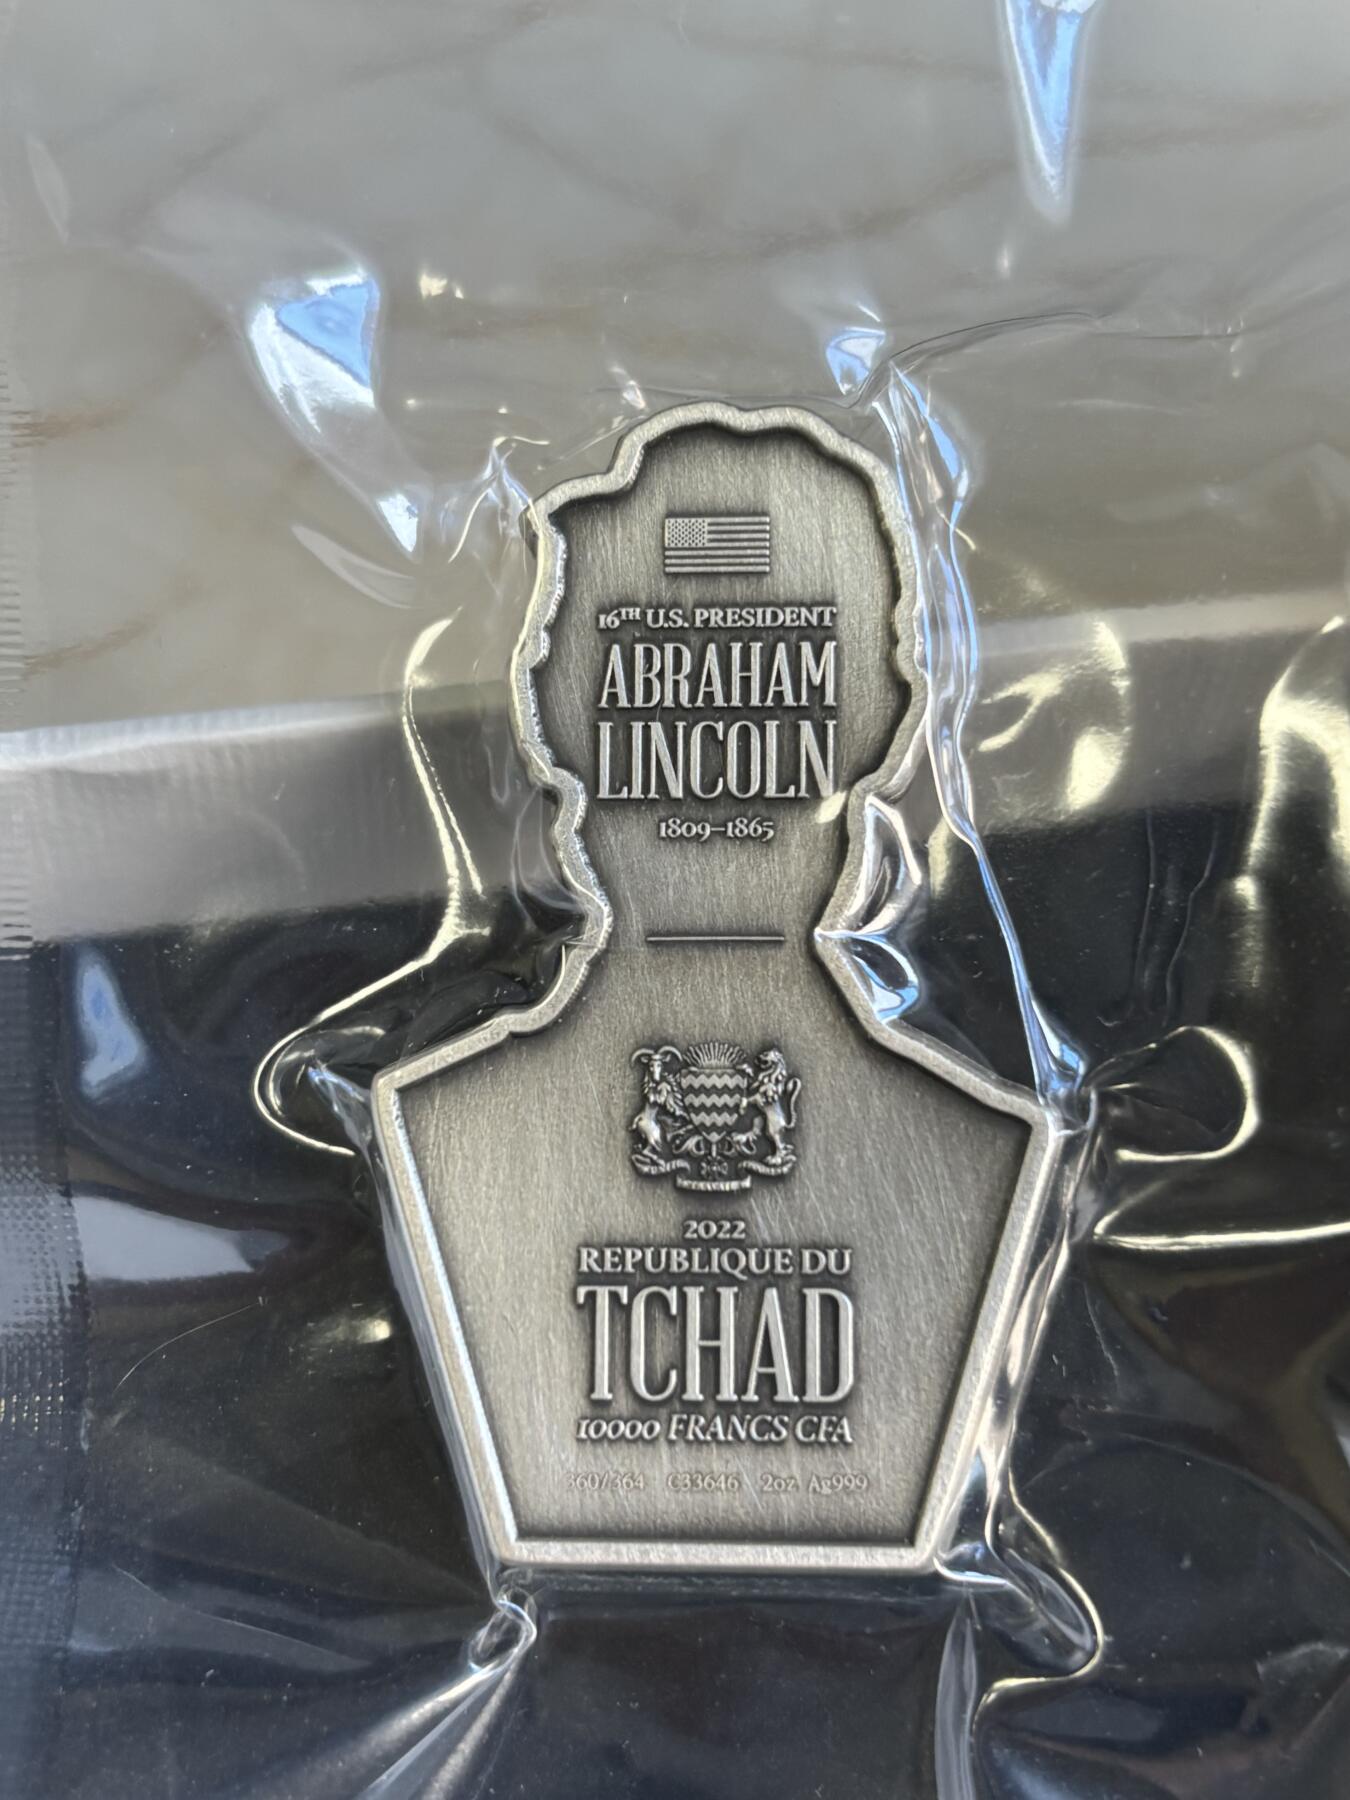 16TH U.S. PRESIDENT
ABRAHAM
LINCOLN
1809–1865
2022
REPUBLIQUE DU
TCHAD
10000 FRANCS CFA
360/364 C33646 2oz Ag999